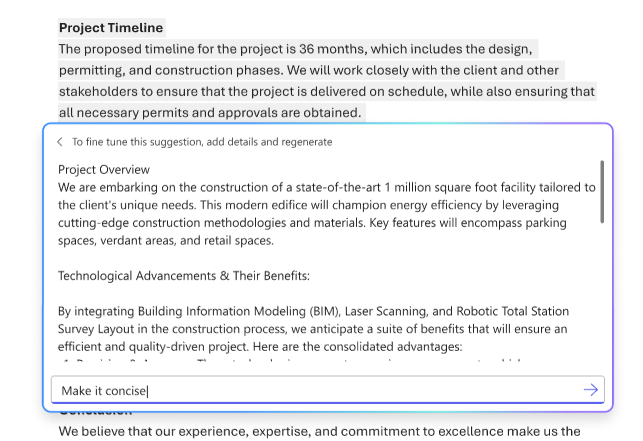 Project Timeline
The proposed timeline for the project is 36 months, which includes the design,
permitting, and construction phases. We will work closely with the client and other
stakeholders to ensure that the project is delivered on schedule, while also ensuring that
all necessary permits and approvals are obtained.
To fine tune this suggestion, add details and regenerate
Project Overview
We are embarking on the construction of a state-of-the-art 1 million square foot facility tailored to
the client's unique needs. This modern edifice will champion energy efficiency by leveraging
cutting-edge construction methodologies and materials. Key features will encompass parking
spaces, verdant areas, and retail spaces.
Technological Advancements & Their Benefits:
By integrating Building Information Modeling (BIM), Laser Scanning, and Robotic Total Station
Survey Layout in the construction process, we anticipate a suite of benefits that will ensure an
efficient and quality-driven project. Here are the consolidated advantages:
Make it concise
Conclusion
We believe that our experience, expertise, and commitment to excellence make us the